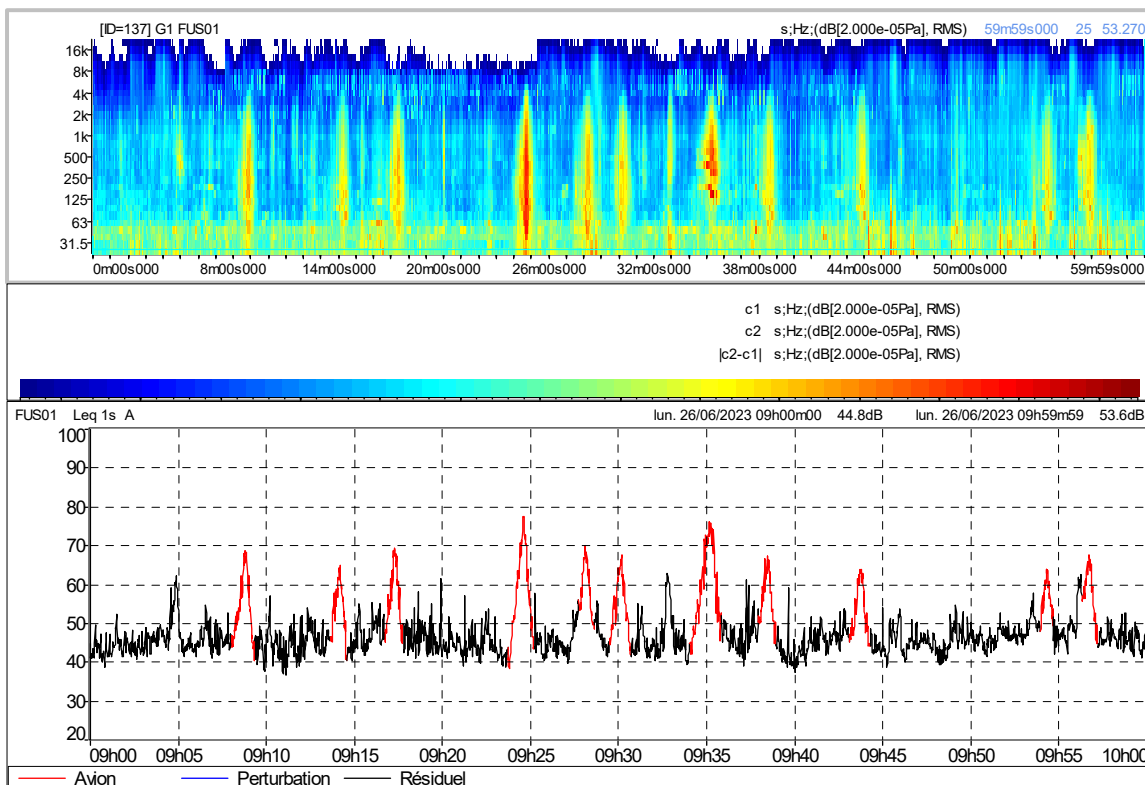 [ID=137] G1 FUS01 s;Hz;(dB[2.000e-05Pa], RMS) 59m59s000 25 53.270
16k
8k
4k
2k
1k
500
250
125
63
31.5
0m00s000 8m00s000 14m00s000 20m00s000 26m00s000 32m00s000 38m00s000 44m00s000 50m00s000 59m59s000
c1 s;Hz;(dB[2.000e-05Pa], RMS)
c2 s;Hz;(dB[2.000e-05Pa], RMS)
|c2-c1| s;Hz;(dB[2.000e-05Pa], RMS)
FUS01 Leq 1s A lun. 26/06/2023 09h00m00 44.8dB lun. 26/06/2023 09h59m59 53.6dB
100
90
80
70
60
50
40
30
20
09h00 09h05 09h10 09h15 09h20 09h25 09h30 09h35 09h40 09h45 09h50 09h55 10h00
Avion Perturbation Résiduel